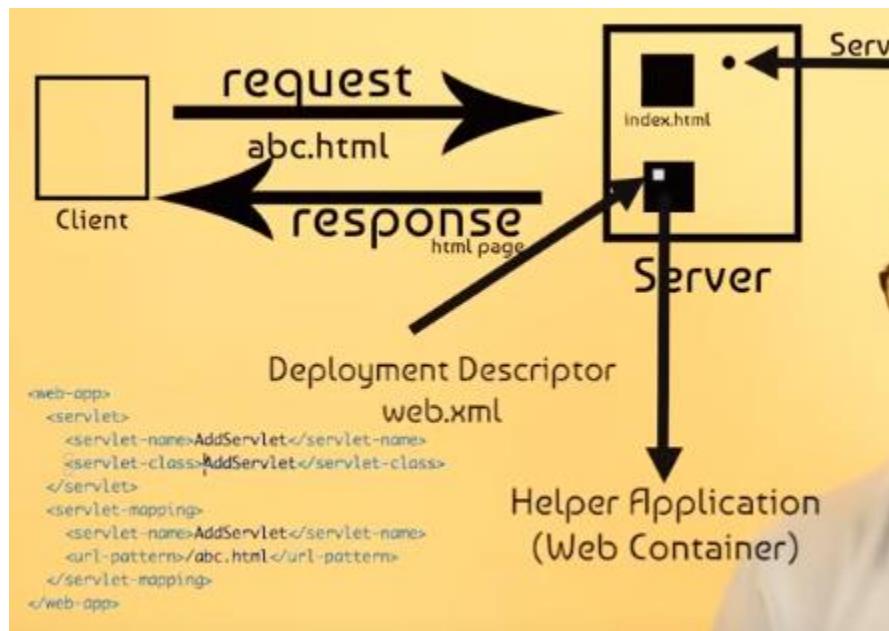 request
abc.html
response
html page
Client
index.html
Serv
Server
Deployment Descriptor
web.xml
Helper Application
(Web Container)
<web-app>
<servlet>
<servlet-name>AddServlet</servlet-name>
<servlet-class>AddServlet</servlet-class>
</servlet>
<servlet-mapping>
<servlet-name>AddServlet</servlet-name>
<url-pattern>/abc.html</url-pattern>
</servlet-mapping>
</web-app>